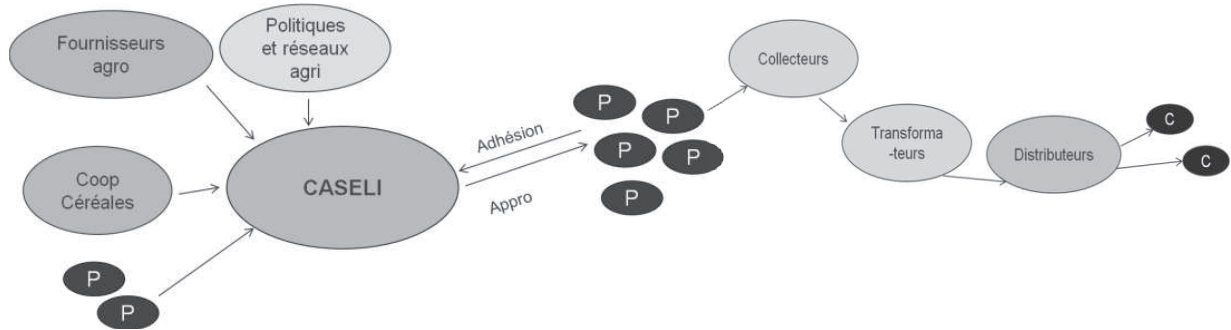 Fournisseurs
agro
Politiques
et réseaux
agri
Coop
Céréales
CASELI
P
P
Adhésion
Appro
P
P
P
P
P
Collecteurs
Transforma
-teurs
Distributeurs
C
C